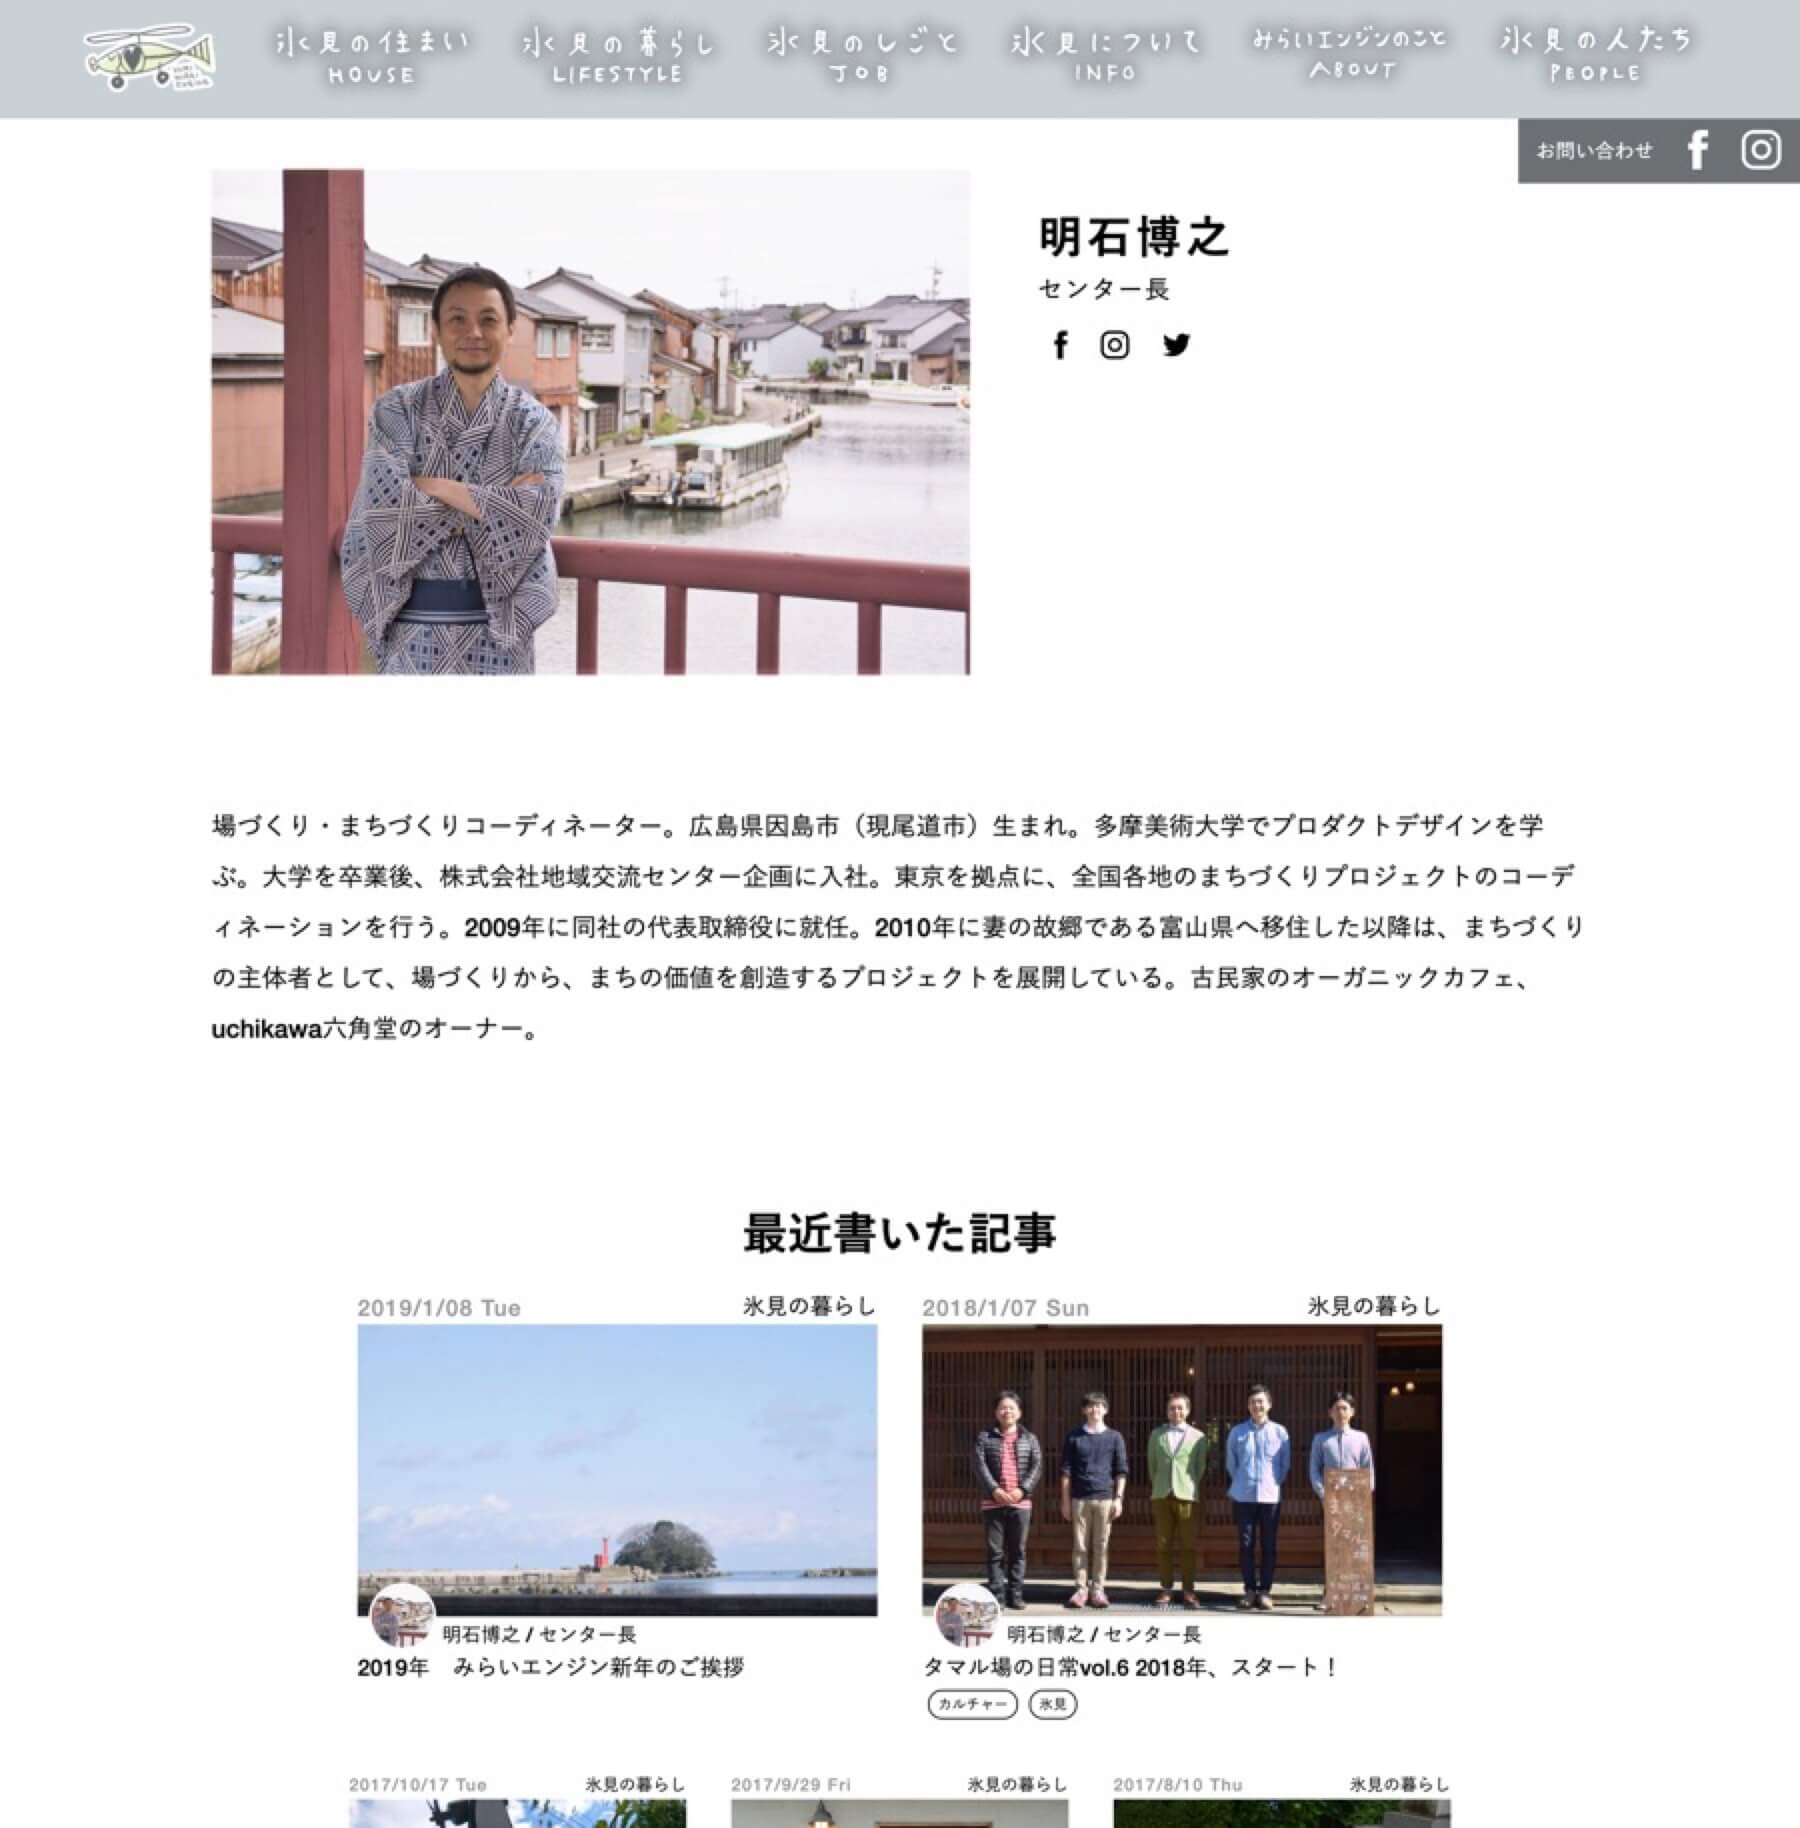 氷見の住まい
HOUSE
氷見の暮らし
LIFESTYLE
氷見のしごと
JOB
氷見について
INFO
みらいエンジンのこと
ABOUT
氷見の人たち
PEOPLE
お問い合わせ
明石博之
センター長
場づくり・まちづくりコーディネーター。広島県因島市（現尾道市）生まれ。多摩美術大学でプロダクトデザインを学
ぶ。大学を卒業後、株式会社地域交流センター企画に入社。東京を拠点に、全国各地のまちづくりプロジェクトのコーデ
ィネーションを行う。2009年に同社の代表取締役に就任。2010年に妻の故郷である富山県へ移住した以降は、まちづくり
の主体者として、場づくりから、まちの価値を創造するプロジェクトを展開している。古民家のオーガニックカフェ、
uchikawa六角堂のオーナー。
最近書いた記事
2019/1/08 Tue
氷見の暮らし
明石博之 / センター長
2019年　みらいエンジン新年のご挨拶
2018/1/07 Sun
氷見の暮らし
タマル
明石博之 / センター長
タマル場の日常vol.6 2018年、スタート！
カルチャー
氷見
2017/10/17 Tue
氷見の暮らし
2017/9/29 Fri
氷見の暮らし
2017/8/10 Thu
氷見の暮らし